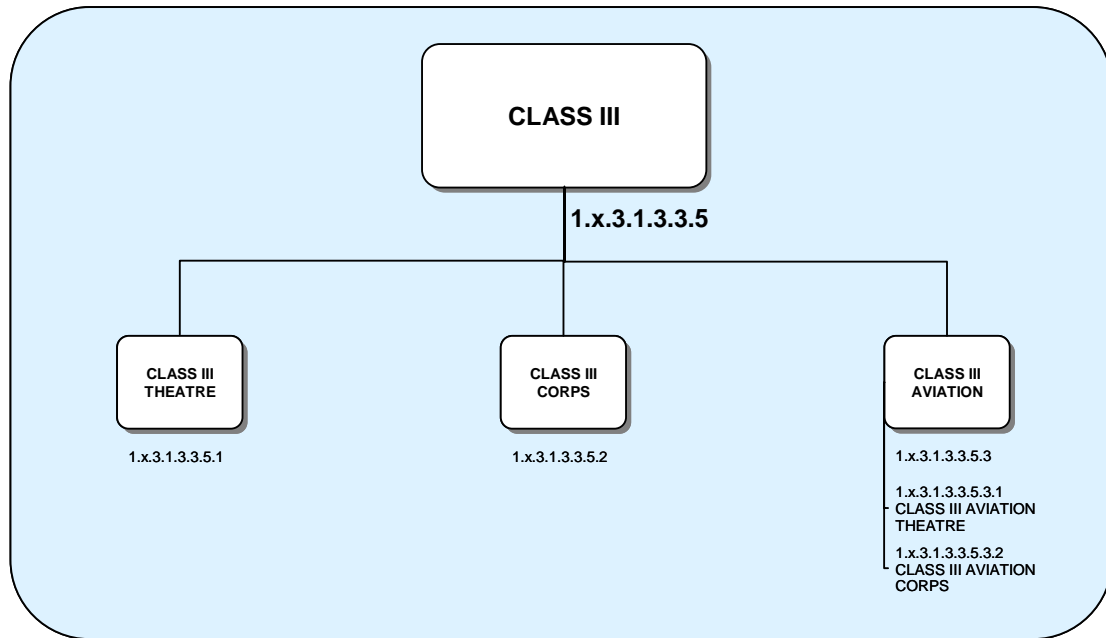 CLASS III
1.x.3.1.3.3.5
CLASS III
THEATRE
1.x.3.1.3.3.5.1
CLASS III
CORPS
1.x.3.1.3.3.5.2
CLASS III
AVIATION
1.x.3.1.3.3.5.3
1.x.3.1.3.3.5.3.1
CLASS III AVIATION
THEATRE
1.x.3.1.3.3.5.3.2
CLASS III AVIATION
CORPS